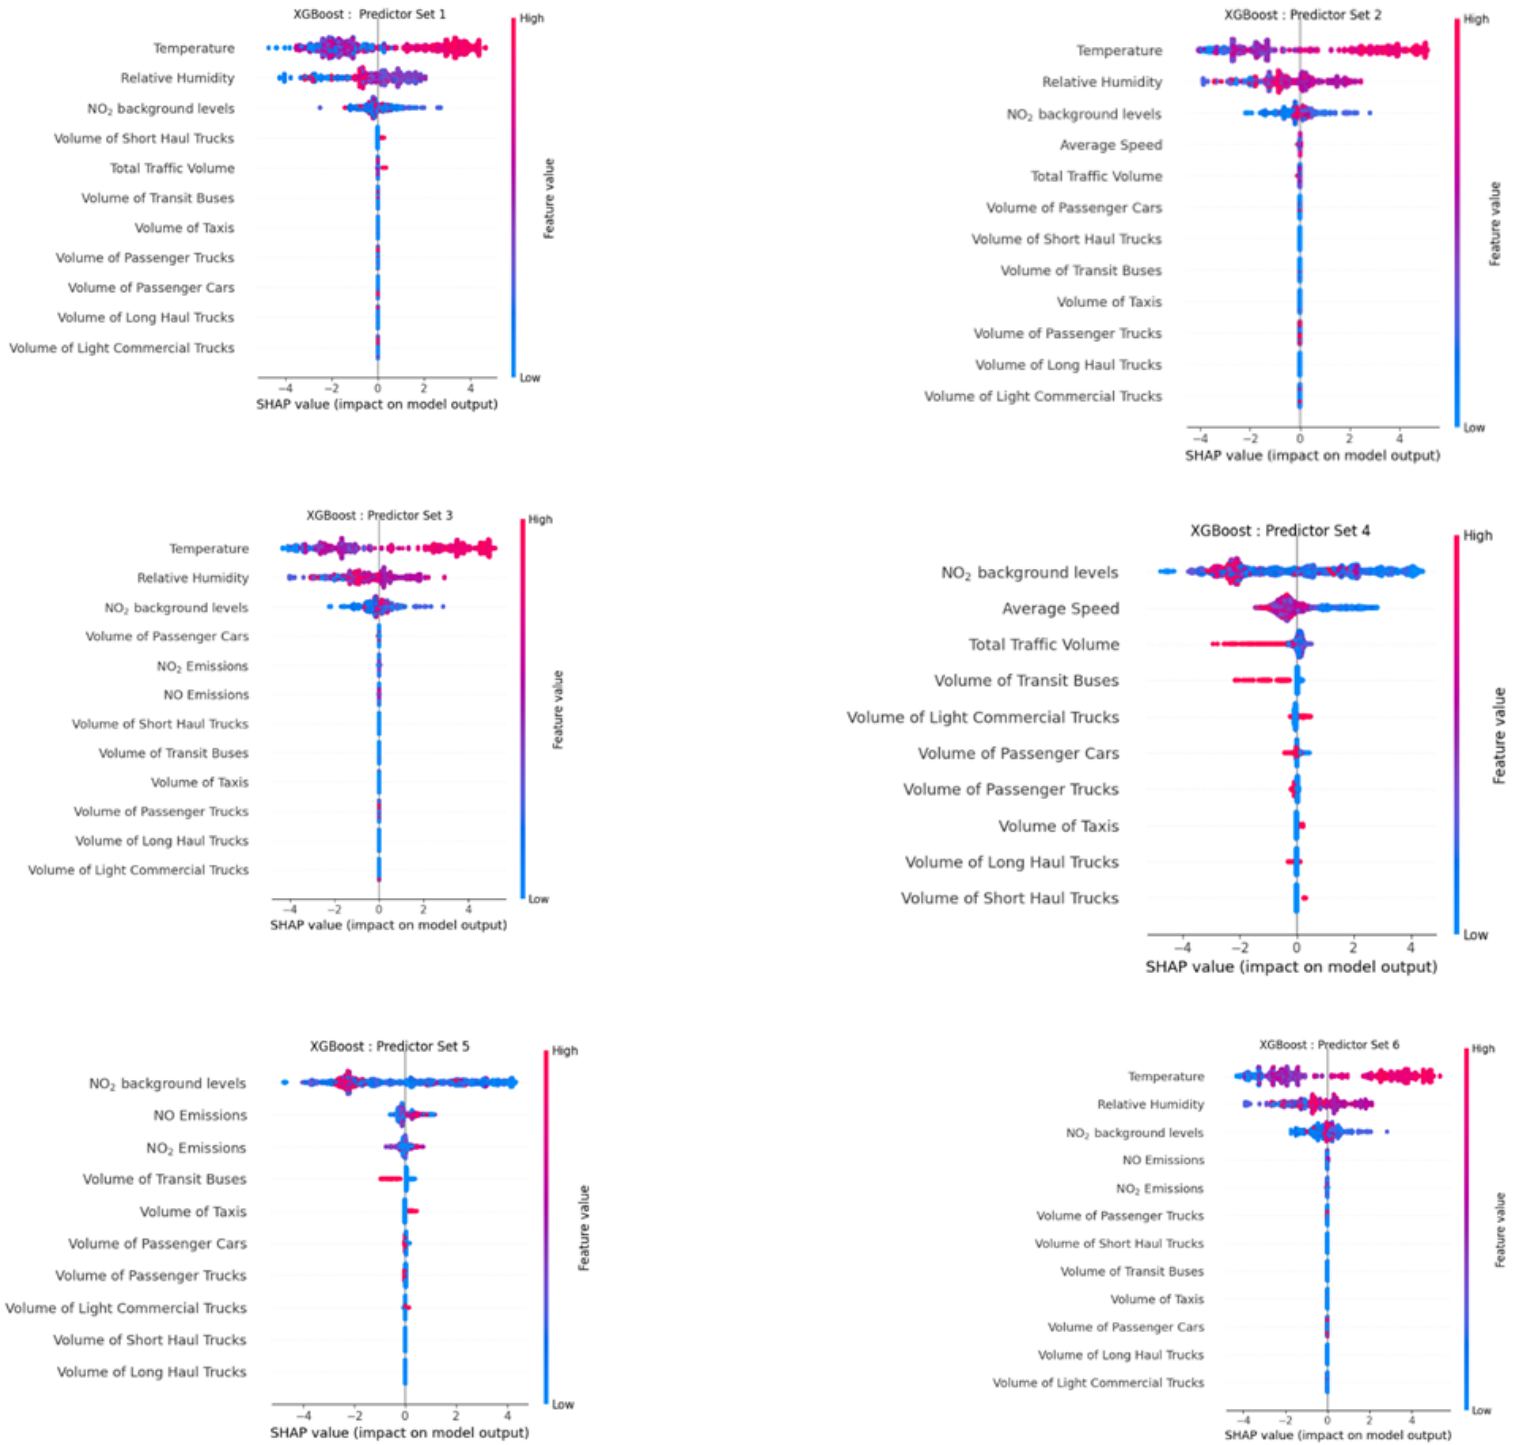 XGBoost : Predictor Set 1
High
Temperature
Relative Humidity
NO2 background levels
Volume of Short Haul Trucks
Total Traffic Volume
Volume of Transit Buses
Volume of Taxis
Volume of Passenger Trucks
Volume of Passenger Cars
Volume of Long Haul Trucks
Volume of Light Commercial Trucks
Feature value
Low
−4 −2 0 2 4
SHAP value (impact on model output)
XGBoost : Predictor Set 2
High
Temperature
Relative Humidity
NO2 background levels
Average Speed
Total Traffic Volume
Volume of Passenger Cars
Volume of Short Haul Trucks
Volume of Transit Buses
Volume of Taxis
Volume of Passenger Trucks
Volume of Long Haul Trucks
Volume of Light Commercial Trucks
Feature value
Low
−4 −2 0 2 4
SHAP value (impact on model output)
XGBoost : Predictor Set 3
High
Temperature
Relative Humidity
NO2 background levels
Volume of Passenger Cars
NO2 Emissions
NO Emissions
Volume of Short Haul Trucks
Volume of Transit Buses
Volume of Taxis
Volume of Passenger Trucks
Volume of Long Haul Trucks
Volume of Light Commercial Trucks
Feature value
Low
−4 −2 0 2 4
SHAP value (impact on model output)
XGBoost : Predictor Set 4
High
NO2 background levels
Average Speed
Total Traffic Volume
Volume of Transit Buses
Volume of Light Commercial Trucks
Volume of Passenger Cars
Volume of Passenger Trucks
Volume of Taxis
Volume of Long Haul Trucks
Volume of Short Haul Trucks
Feature value
Low
−4 −2 0 2 4
SHAP value (impact on model output)
XGBoost : Predictor Set 5
High
NO2 background levels
NO Emissions
NO2 Emissions
Volume of Transit Buses
Volume of Taxis
Volume of Passenger Cars
Volume of Passenger Trucks
Volume of Light Commercial Trucks
Volume of Short Haul Trucks
Volume of Long Haul Trucks
Feature value
Low
−4 −2 0 2 4
SHAP value (impact on model output)
XGBoost : Predictor Set 6
High
Temperature
Relative Humidity
NO2 background levels
NO Emissions
NO2 Emissions
Volume of Passenger Trucks
Volume of Short Haul Trucks
Volume of Transit Buses
Volume of Taxis
Volume of Passenger Cars
Volume of Long Haul Trucks
Volume of Light Commercial Trucks
Feature value
Low
−4 −2 0 2 4
SHAP value (impact on model output)